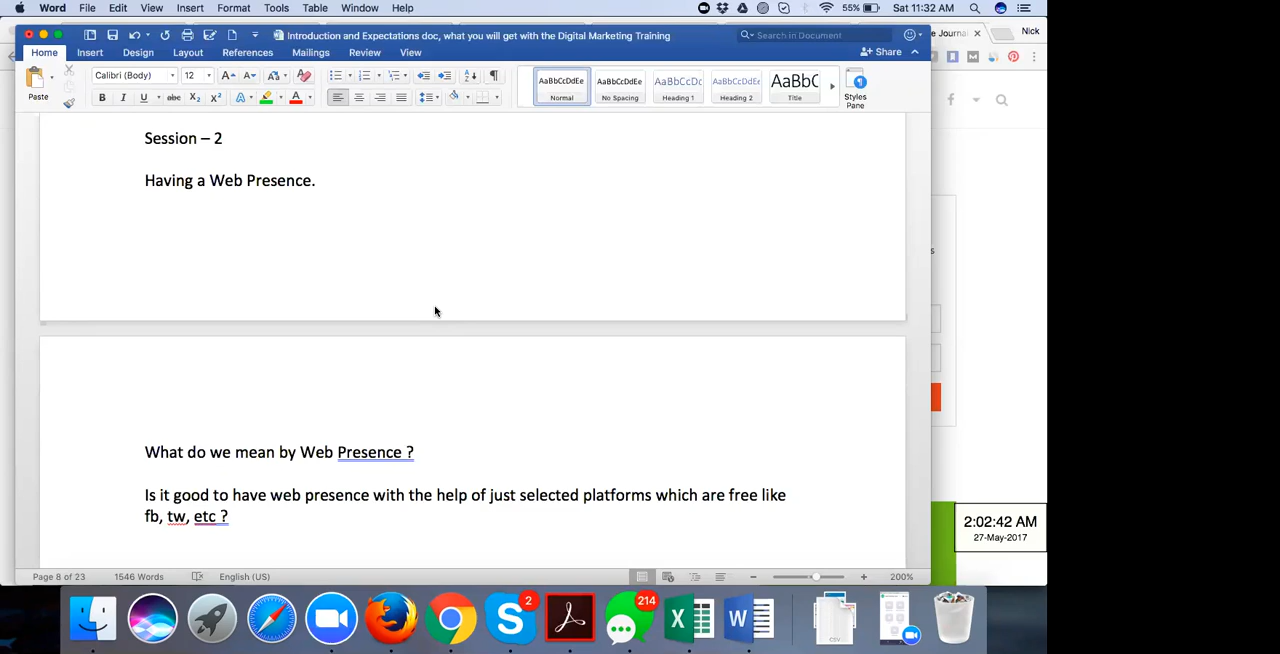 Word File Edit View Insert Format Tools Table Window Help 55% Sat 11:32 AM
Introduction and Expectations doc, what you will get with the Digital Marketing Training
Search in Document
Journal
Nick
Home Insert Design Layout References Mailings Review View
Share
Paste
Calibri (Body) 12
AaBbCcDdEe AaBbCcDdEe AaBbCcDc AaBbCcDdEe AaBbC
Normal No Spacing Heading 1 Heading 2 Title
Styles
Pane
Session – 2
Having a Web Presence.
What do we mean by Web Presence ?
Is it good to have web presence with the help of just selected platforms which are free like
fb, tw, etc ?
2:02:42 AM
27-May-2017
Page 8 of 23 1546 Words English (US) 200%
2
214
CSV